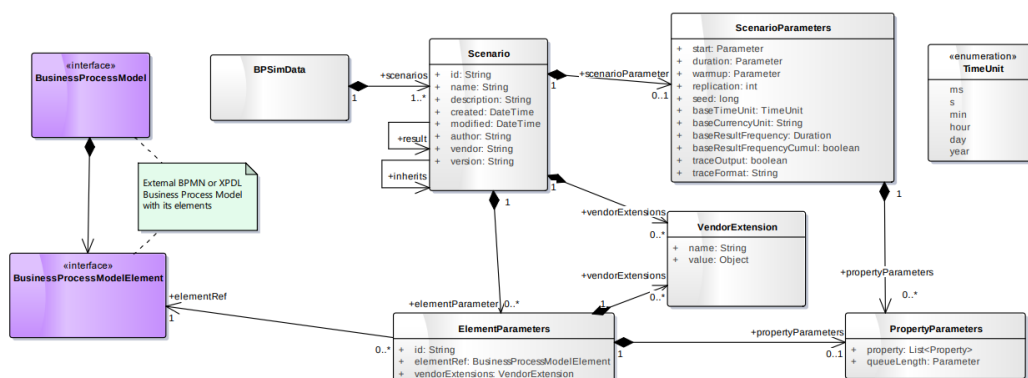 «interface»
BusinessProcessModel
External BPMN or XPDL
Business Process Model
with its elements
«interface»
BusinessProcessModelElement
+elementRef
1
0..*
BPSimData
+scenarios
1
1..*
Scenario
+ id: String
+ name: String
+ description: String
+ created: DateTime
+ modified: DateTime
+ author: String
+ vendor: String
+ version: String
+result
+inherits
1
+scenarioParameter
0..1
1
+vendorExtensions
0..*
1
+elementParameter
0..*
ScenarioParameters
+ start: Parameter
+ duration: Parameter
+ warmup: Parameter
+ replication: int
+ seed: long
+ baseTimeUnit: TimeUnit
+ baseCurrencyUnit: String
+ baseResultFrequency: Duration
+ baseResultFrequencyCumul: boolean
+ traceOutput: boolean
+ traceFormat: String
1
+propertyParameters
0..*
«enumeration»
TimeUnit
ms
s
min
hour
day
year
VendorExtension
+ name: String
+ value: Object
+vendorExtensions
0..*
1
ElementParameters
+ id: String
+ elementRef: BusinessProcessModelElement
+ vendorExtensions: VendorExtension
1
+propertyParameters
0..1
PropertyParameters
+ property: List<Property>
+ queueLength: Parameter